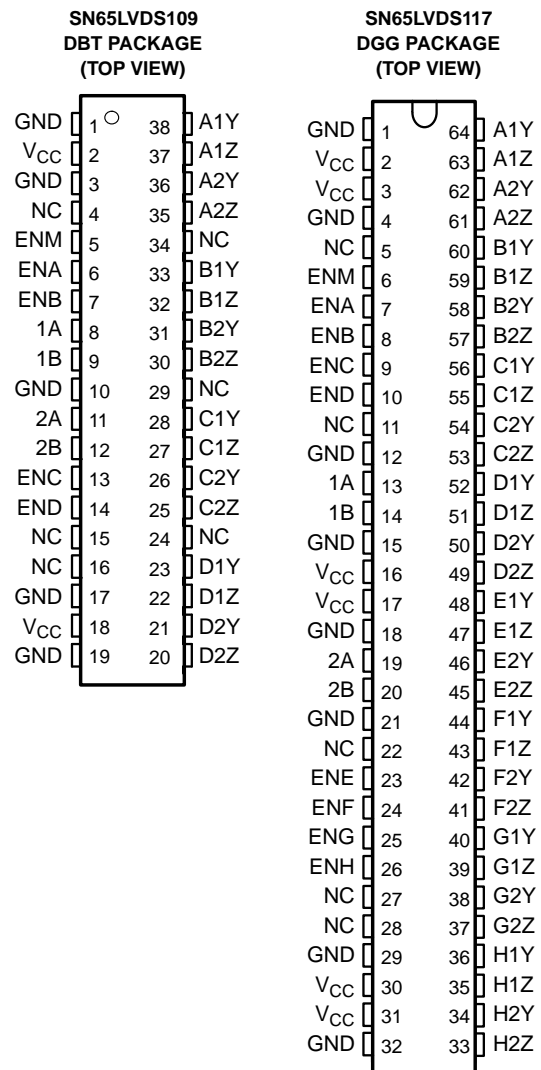 SN65LVDS109
DBT PACKAGE
(TOP VIEW)
GND 1 38 A1Y
VCC 2 37 A1Z
GND 3 36 A2Y
NC 4 35 A2Z
ENM 5 34 NC
ENA 6 33 B1Y
ENB 7 32 B1Z
1A 8 31 B2Y
1B 9 30 B2Z
GND 10 29 NC
2A 11 28 C1Y
2B 12 27 C1Z
ENC 13 26 C2Y
END 14 25 C2Z
NC 15 24 NC
NC 16 23 D1Y
GND 17 22 D1Z
VCC 18 21 D2Y
GND 19 20 D2Z
SN65LVDS117
DGG PACKAGE
(TOP VIEW)
GND 1 64 A1Y
VCC 2 63 A1Z
VCC 3 62 A2Y
GND 4 61 A2Z
NC 5 60 B1Y
ENM 6 59 B1Z
ENA 7 58 B2Y
ENB 8 57 B2Z
ENC 9 56 C1Y
END 10 55 C1Z
NC 11 54 C2Y
GND 12 53 C2Z
1A 13 52 D1Y
1B 14 51 D1Z
GND 15 50 D2Y
VCC 16 49 D2Z
VCC 17 48 E1Y
GND 18 47 E1Z
2A 19 46 E2Y
2B 20 45 E2Z
GND 21 44 F1Y
NC 22 43 F1Z
ENE 23 42 F2Y
ENF 24 41 F2Z
ENG 25 40 G1Y
ENH 26 39 G1Z
NC 27 38 G2Y
NC 28 37 G2Z
GND 29 36 H1Y
VCC 30 35 H1Z
VCC 31 34 H2Y
GND 32 33 H2Z